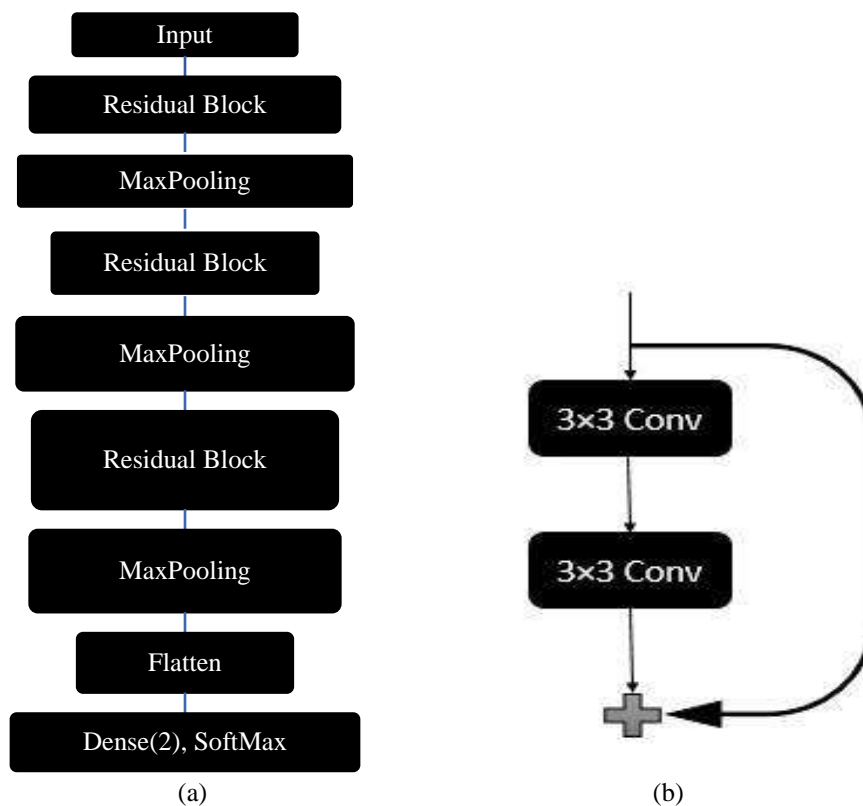 Input
Residual Block
MaxPooling
Residual Block
MaxPooling
Residual Block
MaxPooling
Flatten
Dense(2), SoftMax
(a)
3×3 Conv
3×3 Conv
(b)